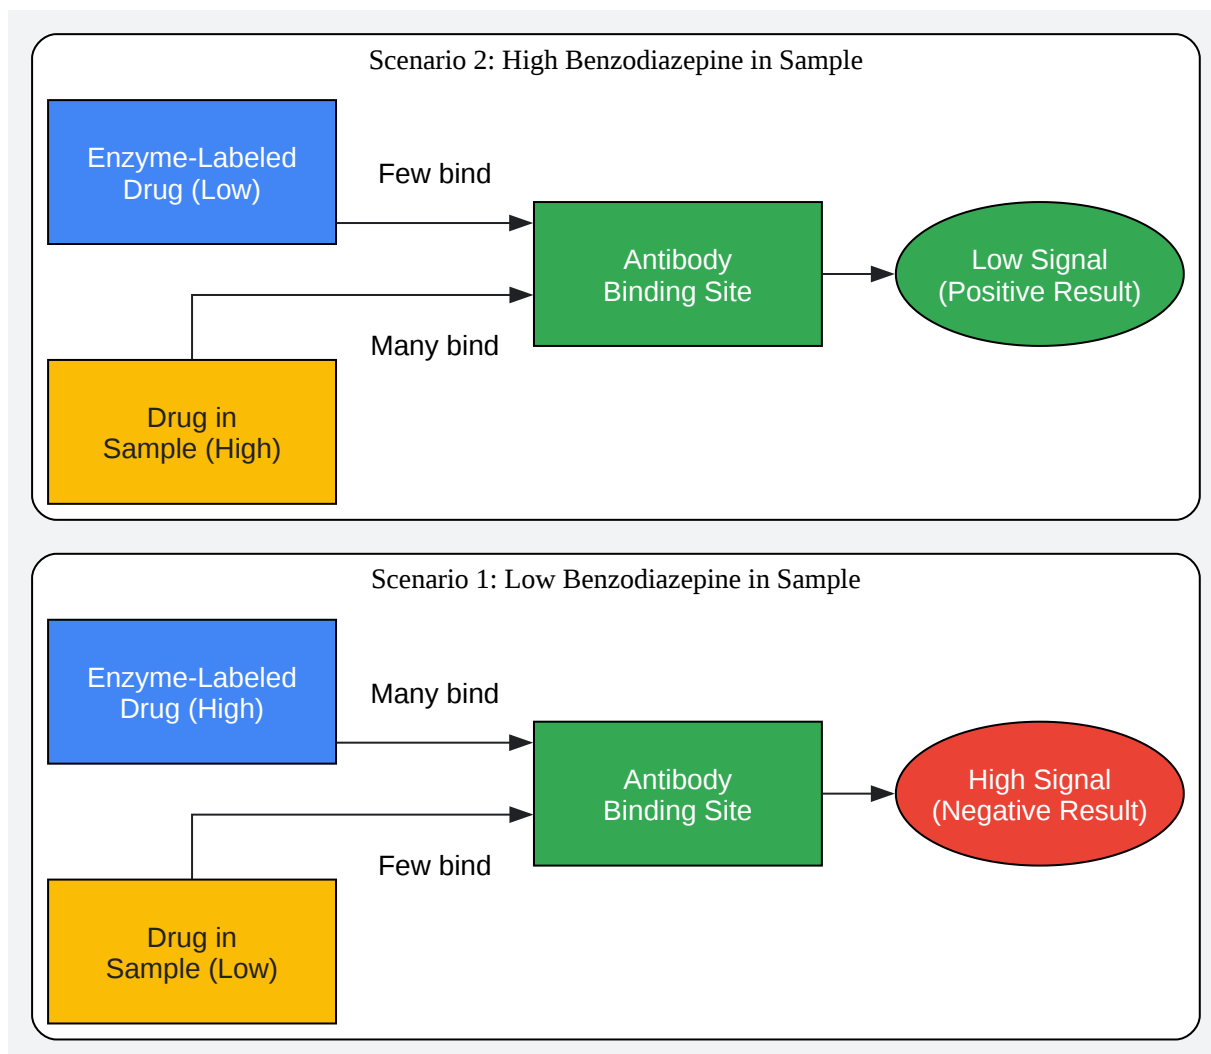 Scenario 2: High Benzodiazepine in Sample
Enzyme-Labeled
Drug (Low)
Few bind
Antibody
Binding Site
Low Signal
(Positive Result)
Many bind
Drug in
Sample (High)
Scenario 1: Low Benzodiazepine in Sample
Enzyme-Labeled
Drug (High)
Many bind
Antibody
Binding Site
High Signal
(Negative Result)
Few bind
Drug in
Sample (Low)